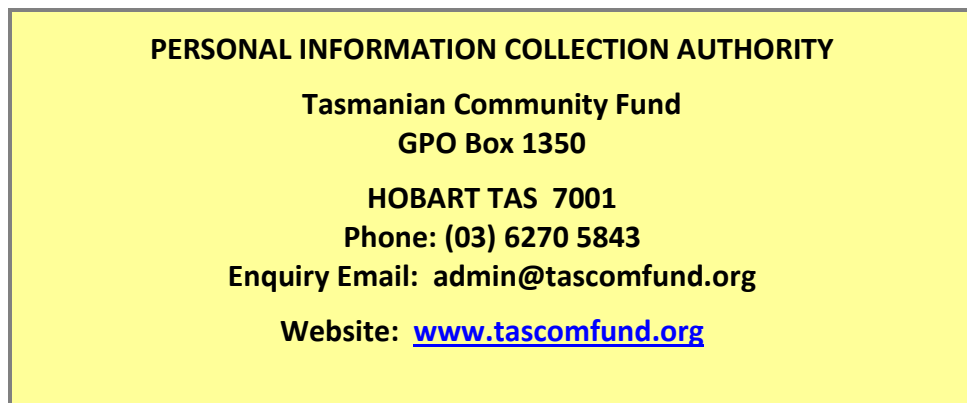 PERSONAL INFORMATION COLLECTION AUTHORITY
Tasmanian Community Fund
GPO Box 1350
HOBART TAS  7001
Phone: (03) 6270 5843
Enquiry Email:  admin@tascomfund.org
Website:  www.tascomfund.org